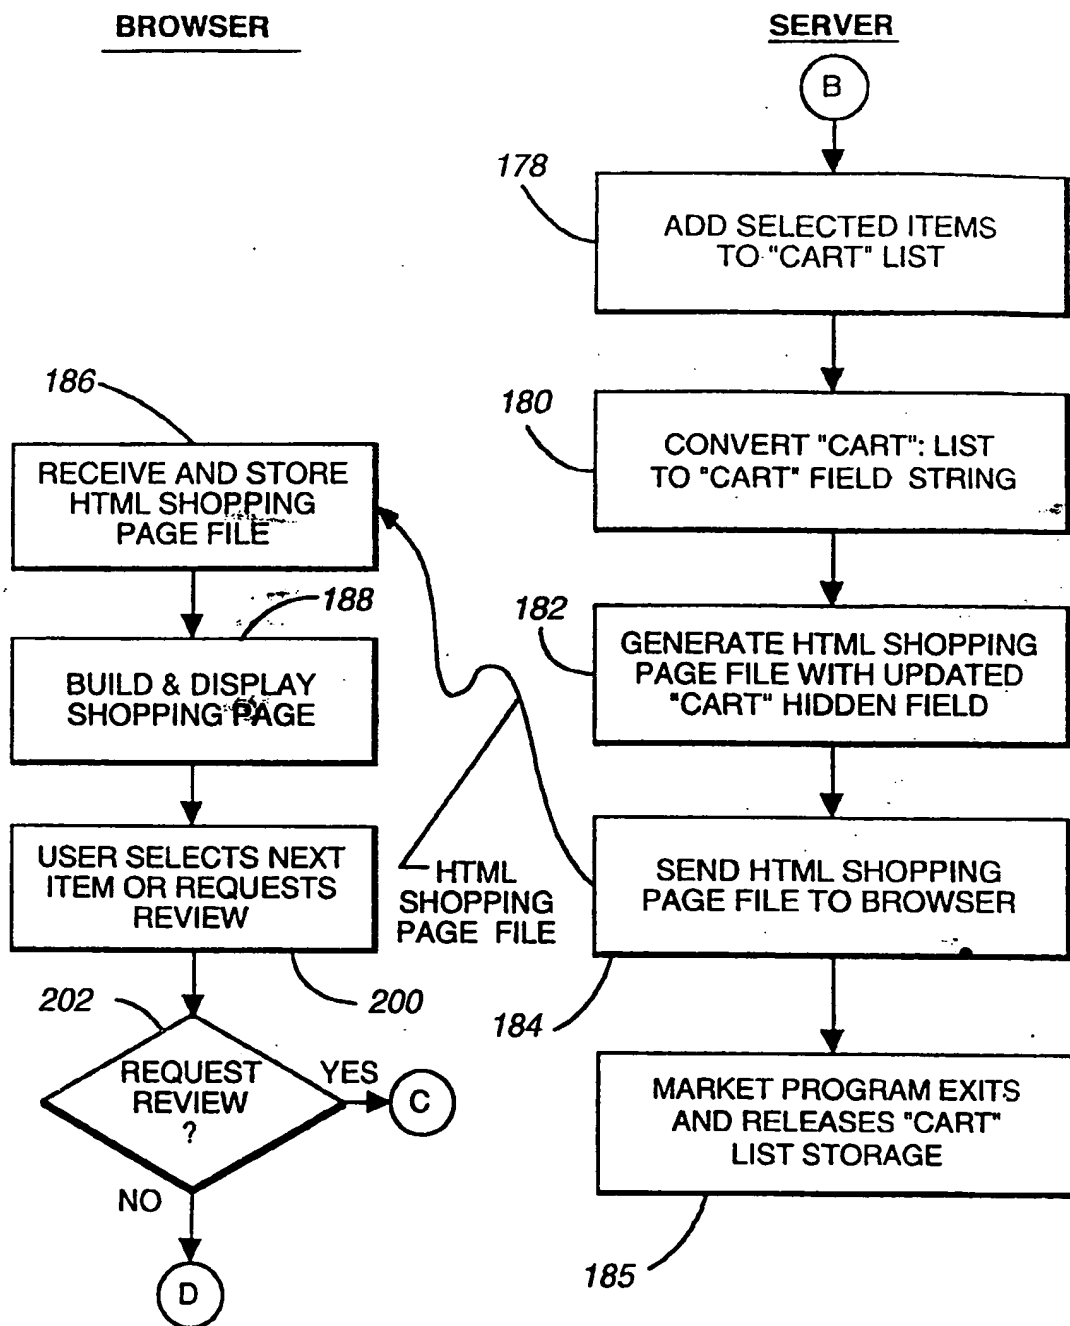 BROWSER
SERVER
B
178
ADD SELECTED ITEMS
TO "CART" LIST
186
180
CONVERT "CART": LIST
TO "CART" FIELD STRING
RECEIVE AND STORE
HTML SHOPPING
PAGE FILE
188
182
GENERATE HTML SHOPPING
PAGE FILE WITH UPDATED
"CART" HIDDEN FIELD
BUILD & DISPLAY
SHOPPING PAGE
USER SELECTS NEXT
ITEM OR REQUESTS
REVIEW
HTML
SHOPPING
PAGE FILE
SEND HTML SHOPPING
PAGE FILE TO BROWSER
200
184
202
REQUEST
REVIEW
?
YES
C
NO
D
MARKET PROGRAM EXITS
AND RELEASES "CART"
LIST STORAGE
185